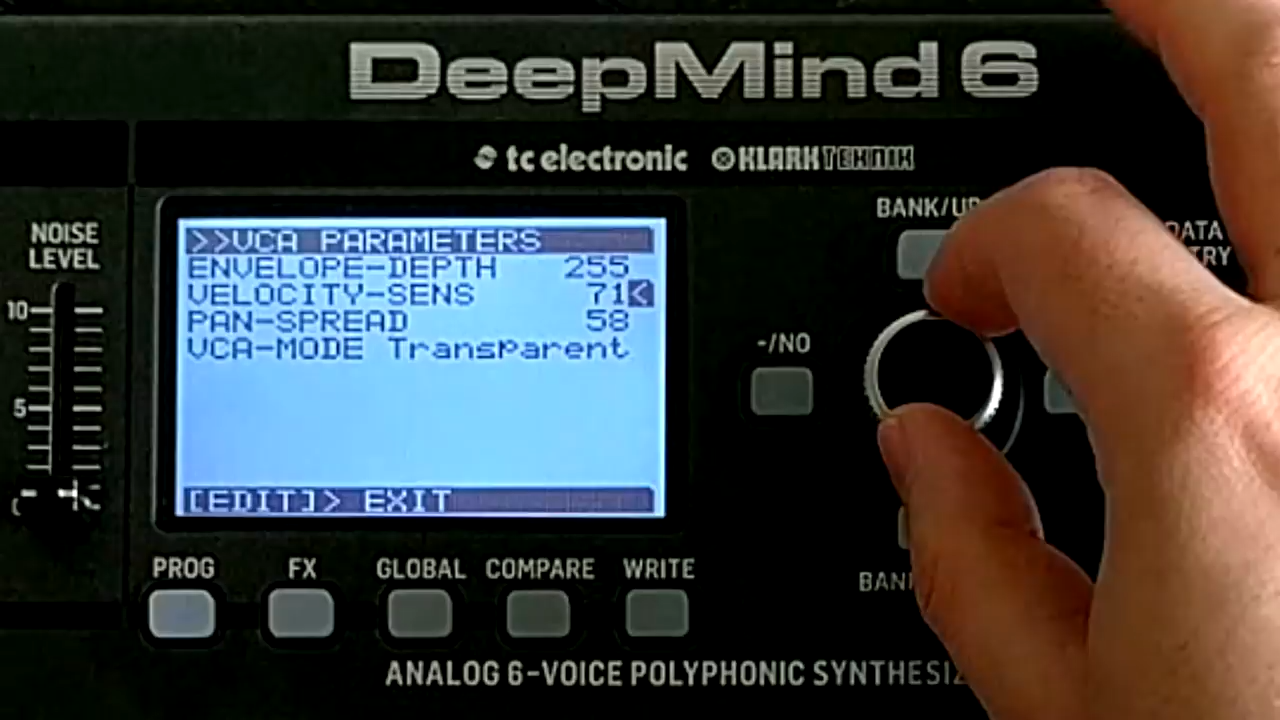 DeepMind 6
tc electronic KLARK TEKNIK
NOISE
LEVEL
10
5
>>VCA PARAMETERS
ENVELOPE-DEPTH 255
VELOCITY-SENS 71<
PAN-SPREAD 58
VCA-MODE Transparent
[EDIT]> EXIT
BANK/UP
DATA
-/NO
PROG FX GLOBAL COMPARE WRITE
ANALOG 6-VOICE POLYPHONIC